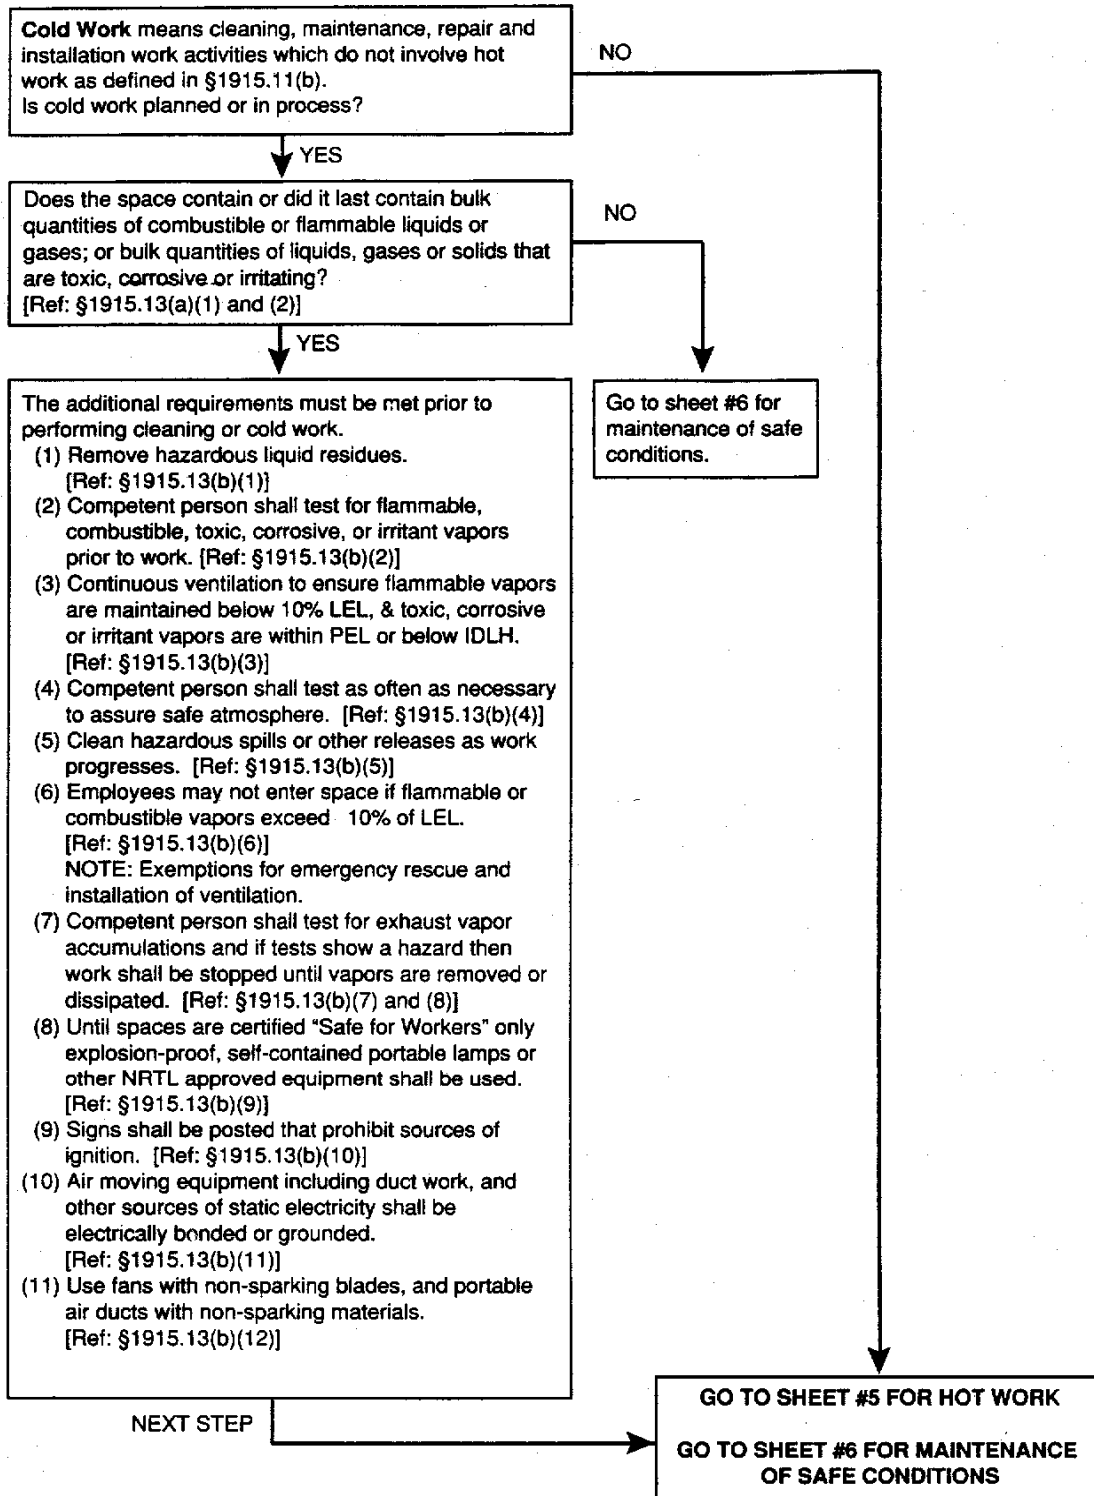 Cold Work means cleaning, maintenance, repair and
installation work activities which do not involve hot
work as defined in §1915.11(b).
Is cold work planned or in process?
NO
YES
Does the space contain or did it last contain bulk
quantities of combustible or flammable liquids or
gases; or bulk quantities of liquids, gases or solids that
are toxic, corrosive or irritating?
[Ref: §1915.13(a)(1) and (2)]
NO
YES
The additional requirements must be met prior to
performing cleaning or cold work.
(1) Remove hazardous liquid residues.
[Ref: §1915.13(b)(1)]
(2) Competent person shall test for flammable,
combustible, toxic, corrosive, or irritant vapors
prior to work. [Ref: §1915.13(b)(2)]
(3) Continuous ventilation to ensure flammable vapors
are maintained below 10% LEL, & toxic, corrosive
or irritant vapors are within PEL or below IDLH.
[Ref: §1915.13(b)(3)]
(4) Competent person shall test as often as necessary
to assure safe atmosphere. [Ref: §1915.13(b)(4)]
(5) Clean hazardous spills or other releases as work
progresses. [Ref: §1915.13(b)(5)]
(6) Employees may not enter space if flammable or
combustible vapors exceed 10% of LEL.
[Ref: §1915.13(b)(6)]
NOTE: Exemptions for emergency rescue and
installation of ventilation.
(7) Competent person shall test for exhaust vapor
accumulations and if tests show a hazard then
work shall be stopped until vapors are removed or
dissipated. [Ref: §1915.13(b)(7) and (8)]
(8) Until spaces are certified "Safe for Workers" only
explosion-proof, self-contained portable lamps or
other NRTL approved equipment shall be used.
[Ref: §1915.13(b)(9)]
(9) Signs shall be posted that prohibit sources of
ignition. [Ref: §1915.13(b)(10)]
(10) Air moving equipment including duct work, and
other sources of static electricity shall be
electrically bonded or grounded.
[Ref: §1915.13(b)(11)]
(11) Use fans with non-sparking blades, and portable
air ducts with non-sparking materials.
[Ref: §1915.13(b)(12)]
Go to sheet #6 for
maintenance of safe
conditions.
NEXT STEP
GO TO SHEET #5 FOR HOT WORK
GO TO SHEET #6 FOR MAINTENANCE
OF SAFE CONDITIONS